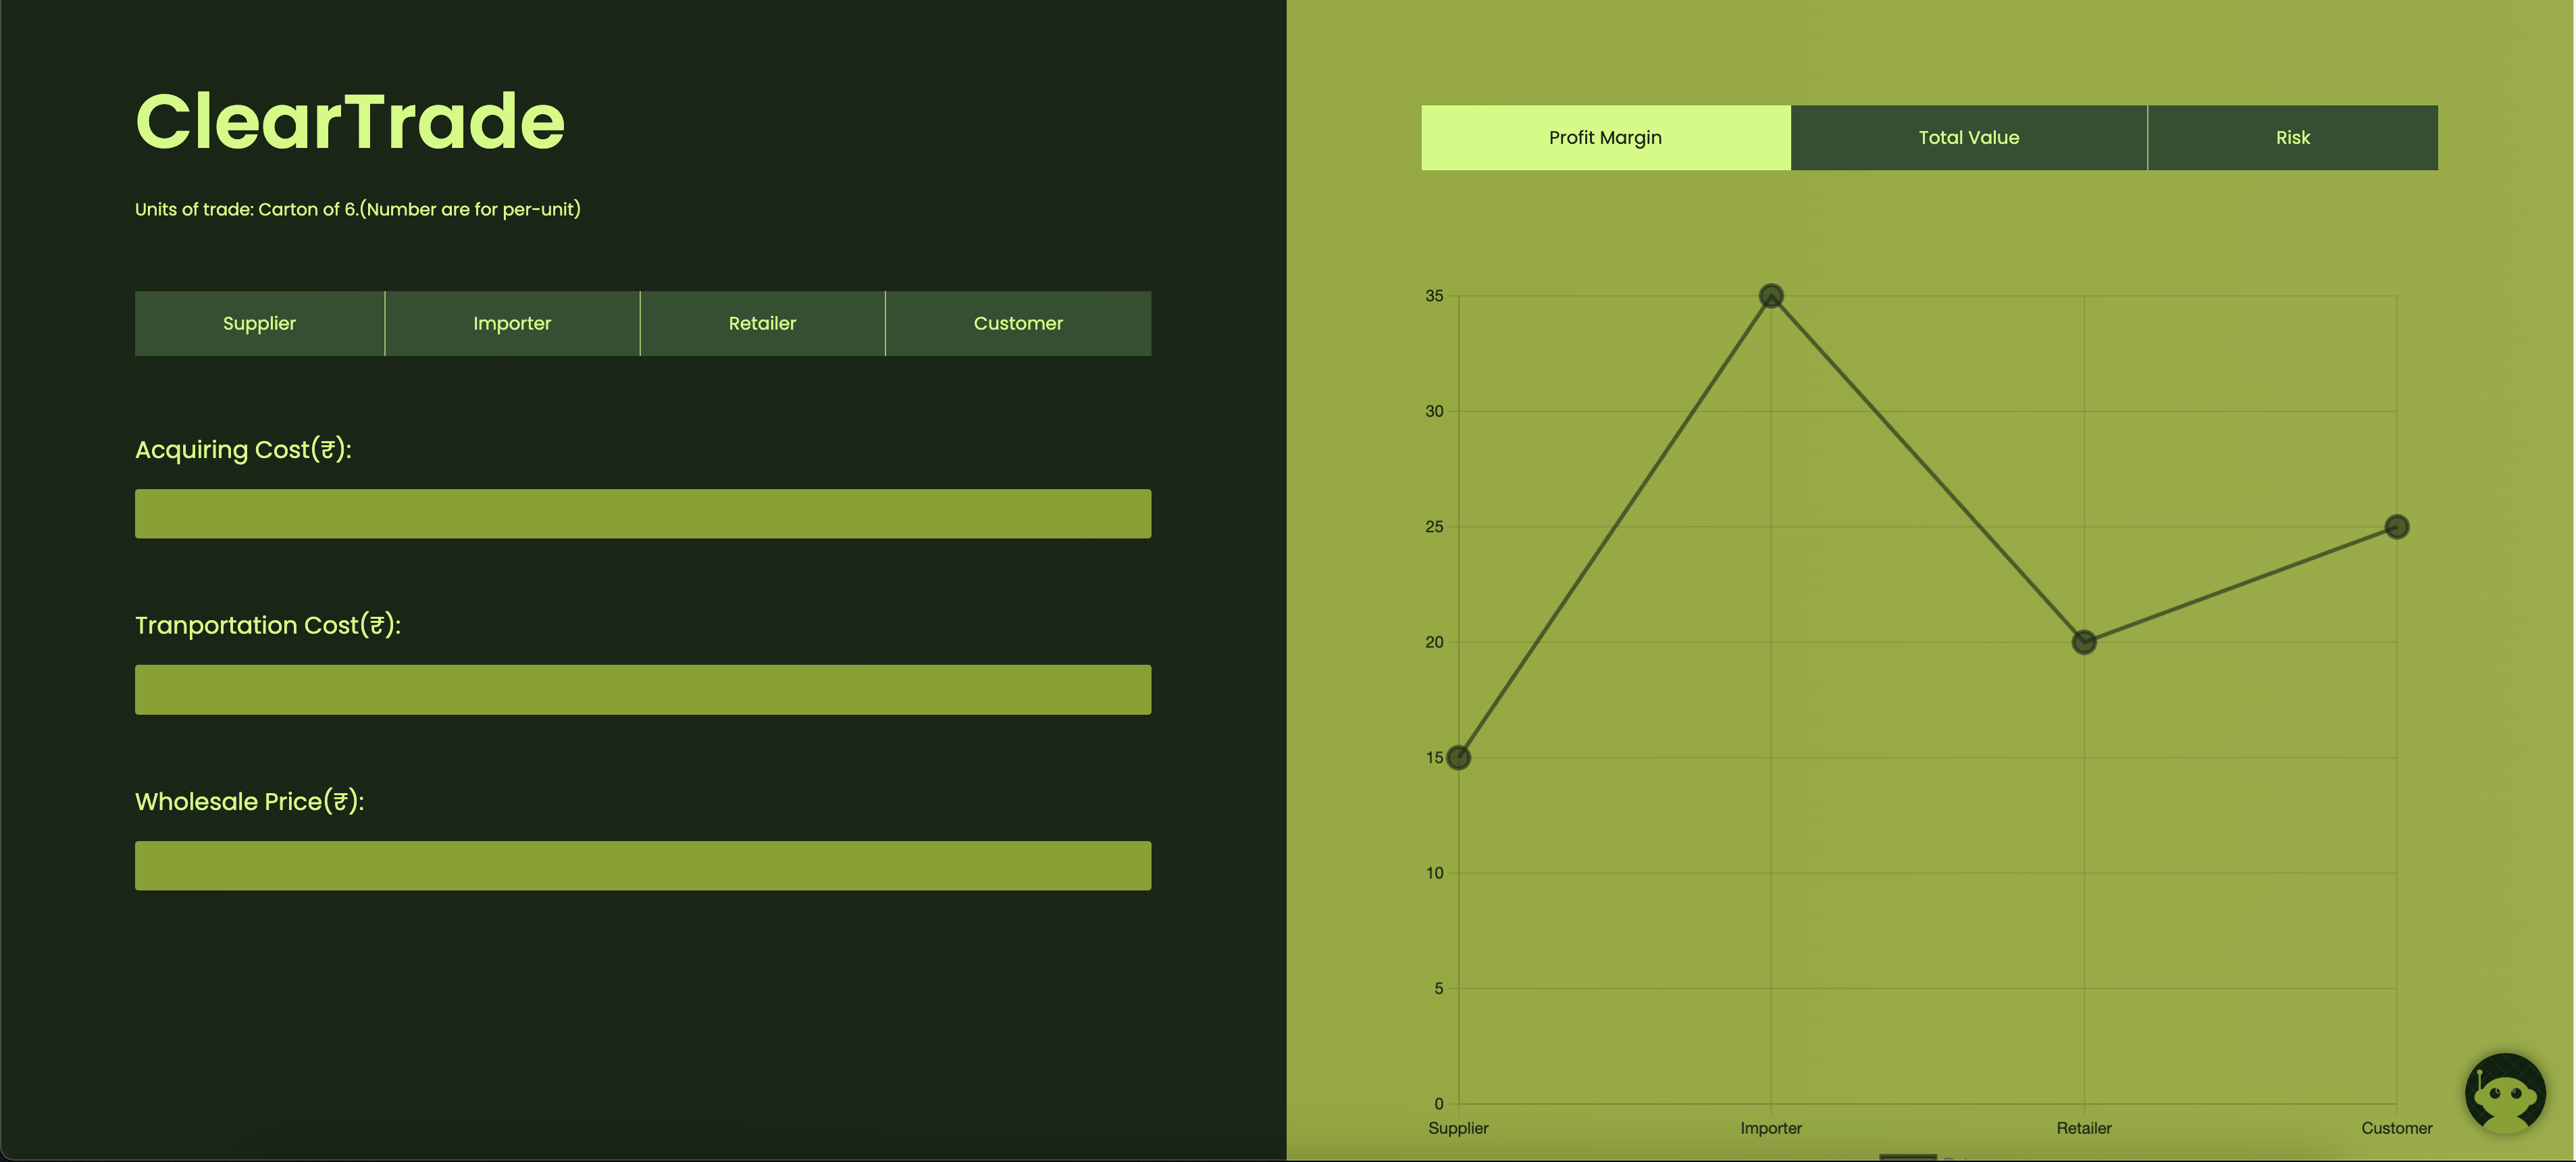 ClearTrade
Units of trade: Carton of 6.(Number are for per-unit)
Supplier
Importer
Retailer
Customer
Acquiring Cost(₹):
Tranportation Cost(₹):
Wholesale Price(₹):
Profit Margin
Total Value
Risk
35
30
25
20
15
10
5
0
Supplier
Importer
Retailer
Customer